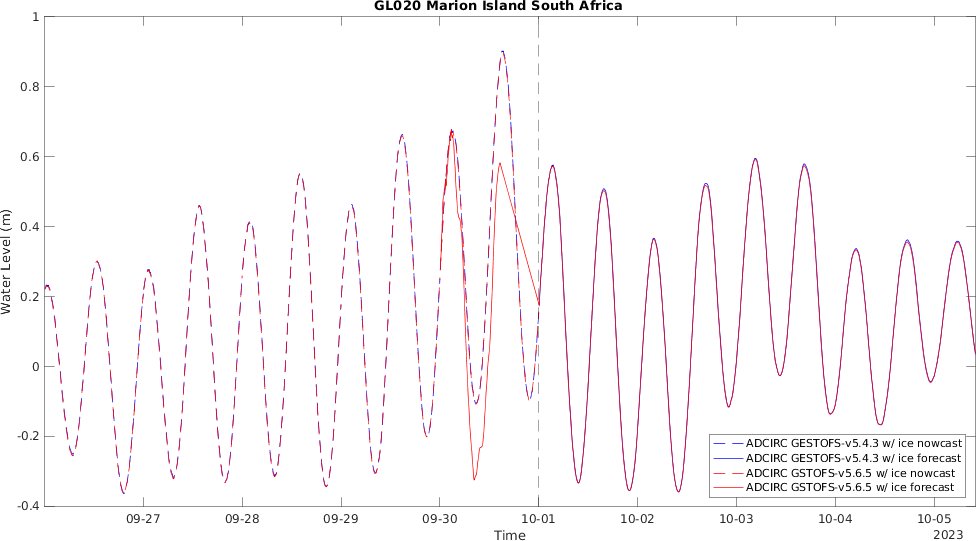 GL020 Marion Island South Africa
1
0.8
0.6
0.4
0.2
0
-0.2
-0.4
Water Level (m)
ADCIRC GESTOFS-v5.4.3 w/ ice nowcast
ADCIRC GESTOFS-v5.4.3 w/ ice forecast
ADCIRC GSTOFS-v5.6.5 w/ ice nowcast
ADCIRC GSTOFS-v5.6.5 w/ ice forecast
09-27 09-28 09-29 09-30 10-01 10-02 10-03 10-04 10-05
Time
2023